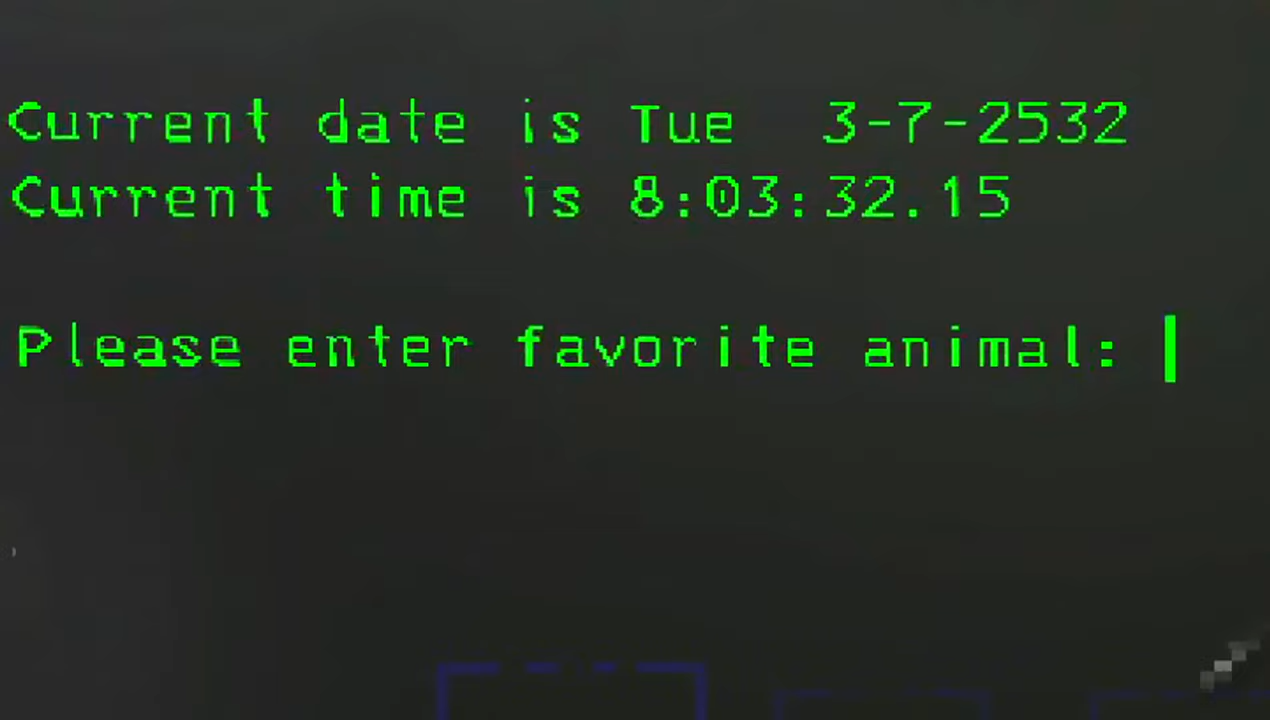 Current date is Tue  3-7-2532
Current time is 8:03:32.15
Please enter favorite animal: